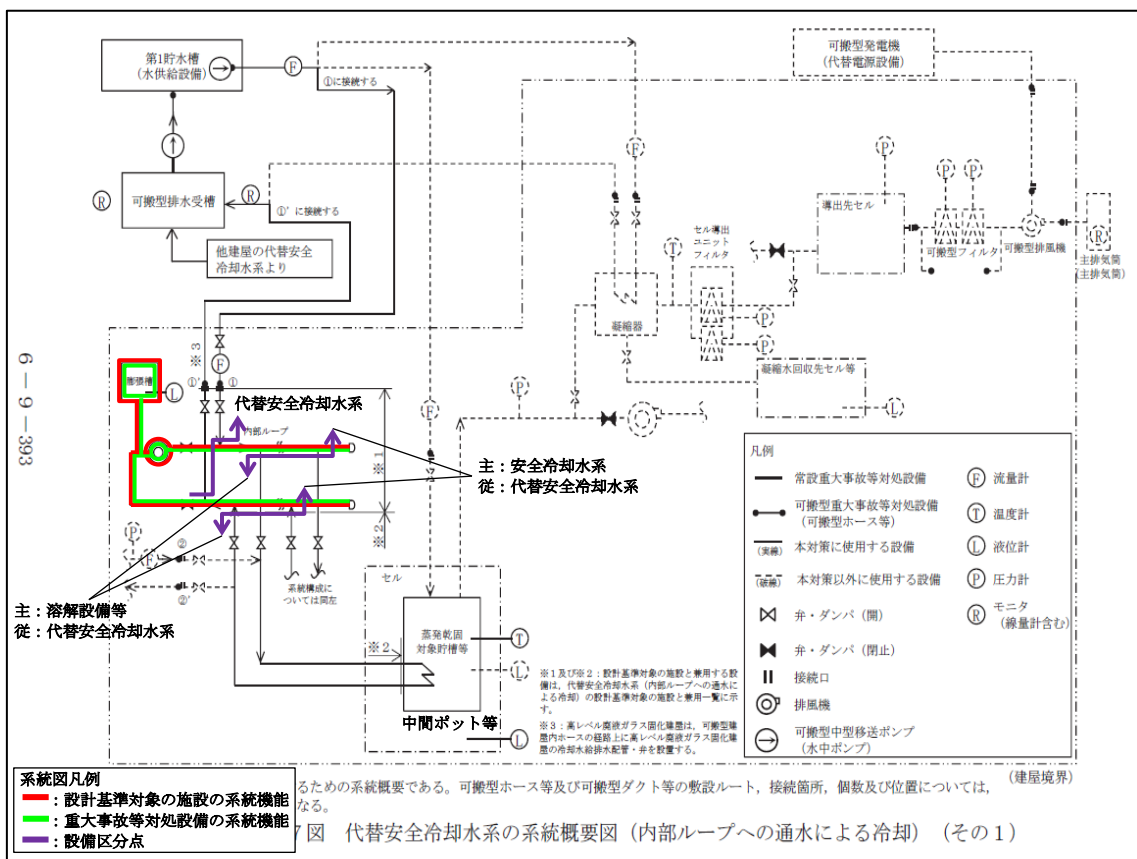 第1貯水槽
(水供給設備)
F
①に接続する
可搬型発電機
(代替電源設備)
R
可搬型排水受槽
R
①’に接続する
他建屋の代替安全
冷却水系より
F
P
P
P
導出先セル
セル導出
ユニット
フィルタ
T
可搬型フィルタ
可搬型排風機
R
主排気筒
(主排気筒)
凝縮器
P
P
凝縮水回収先セル等
L
6-9-393
※3
F
①’
①
膨張槽
L
代替安全冷却水系
内部ループ
※1
※2
主:安全冷却水系
従:代替安全冷却水系
F
P
P
F
②
②’
系統構成に
ついては同左
主:溶解設備等
従:代替安全冷却水系
セル
蒸発乾固
対象貯槽等
※2
T
L
中間ポット等
L
※1及び※2:設計基準対象の施設と兼用する設
備は,代替安全冷却水系(内部ループへの通水に
よる冷却)の設計基準対象の施設と兼用一覧に示
す。
※3:高レベル廃液ガラス固化建屋は,可搬型建
屋内ホースの経路上に高レベル廃液ガラス固化建
屋の冷却水給排水配管・弁を設置する。
凡例
常設重大事故等対処設備
可搬型重大事故等対処設備
(可搬型ホース等)
(実線) 本対策に使用する設備
(破線) 本対策以外に使用する設備
弁・ダンパ(開)
弁・ダンパ(閉止)
接続口
排風機
可搬型中型移送ポンプ
(水中ポンプ)
F 流量計
T 温度計
L 液位計
P 圧力計
R モニタ
(線量計含む)
(建屋境界)
系統図凡例
:設計基準対象の施設の系統機能
:重大事故等対処設備の系統機能
:設備区分点
るための系統概要である。可搬型ホース等及び可搬型ダクト等の敷設ルート,接続箇所,個数及び位置については,
なる。
7図 代替安全冷却水系の系統概要図(内部ループへの通水による冷却)(その1)